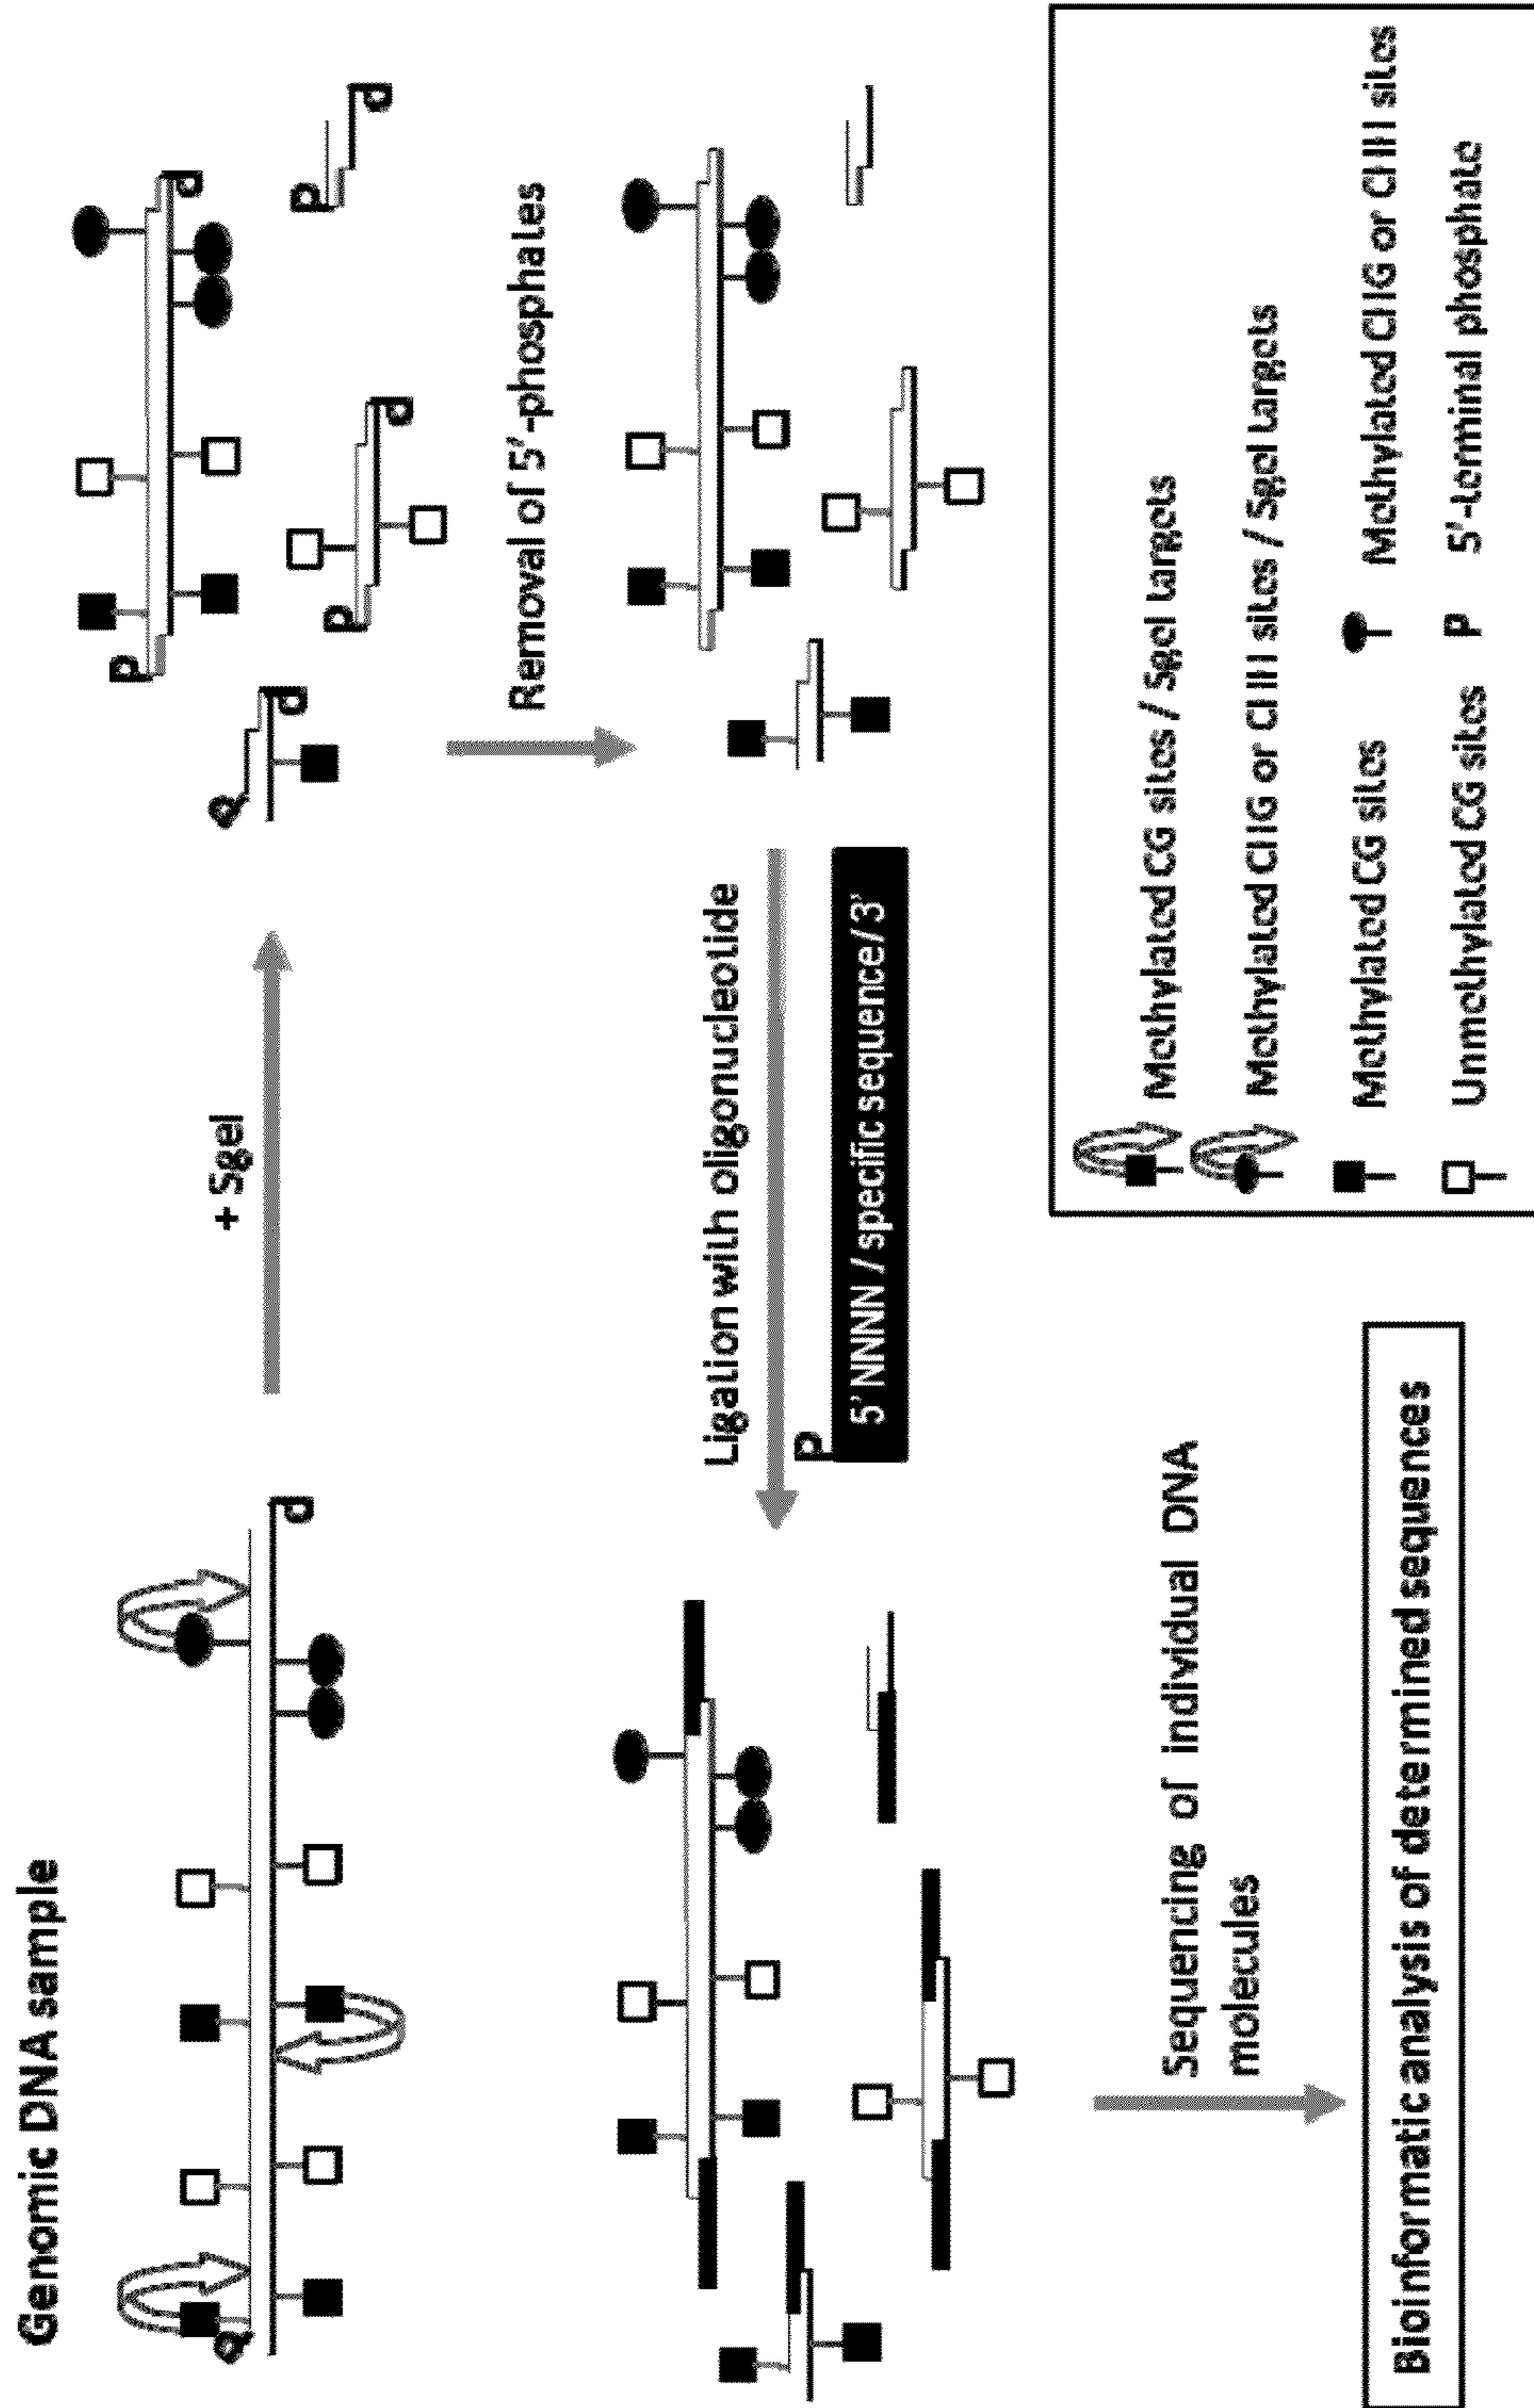 Genomic DNA sample
P
P
+ SgeI
P
P
P
P
P
P
P
P
Removal of 5'-phosphates
Ligation with oligonucleotide
P
5' NNNN / specific sequence/3'
Sequencing of individual DNA
molecules
Bioinformatic analysis of determined sequences
Methylated CG sites / SgeI targets
Methylated CHG or CHH sites / SgeI targets
Methylated CG sites
Methylated CHG or CHH sites
Unmethylated CG sites
P 5'-terminal phosphate